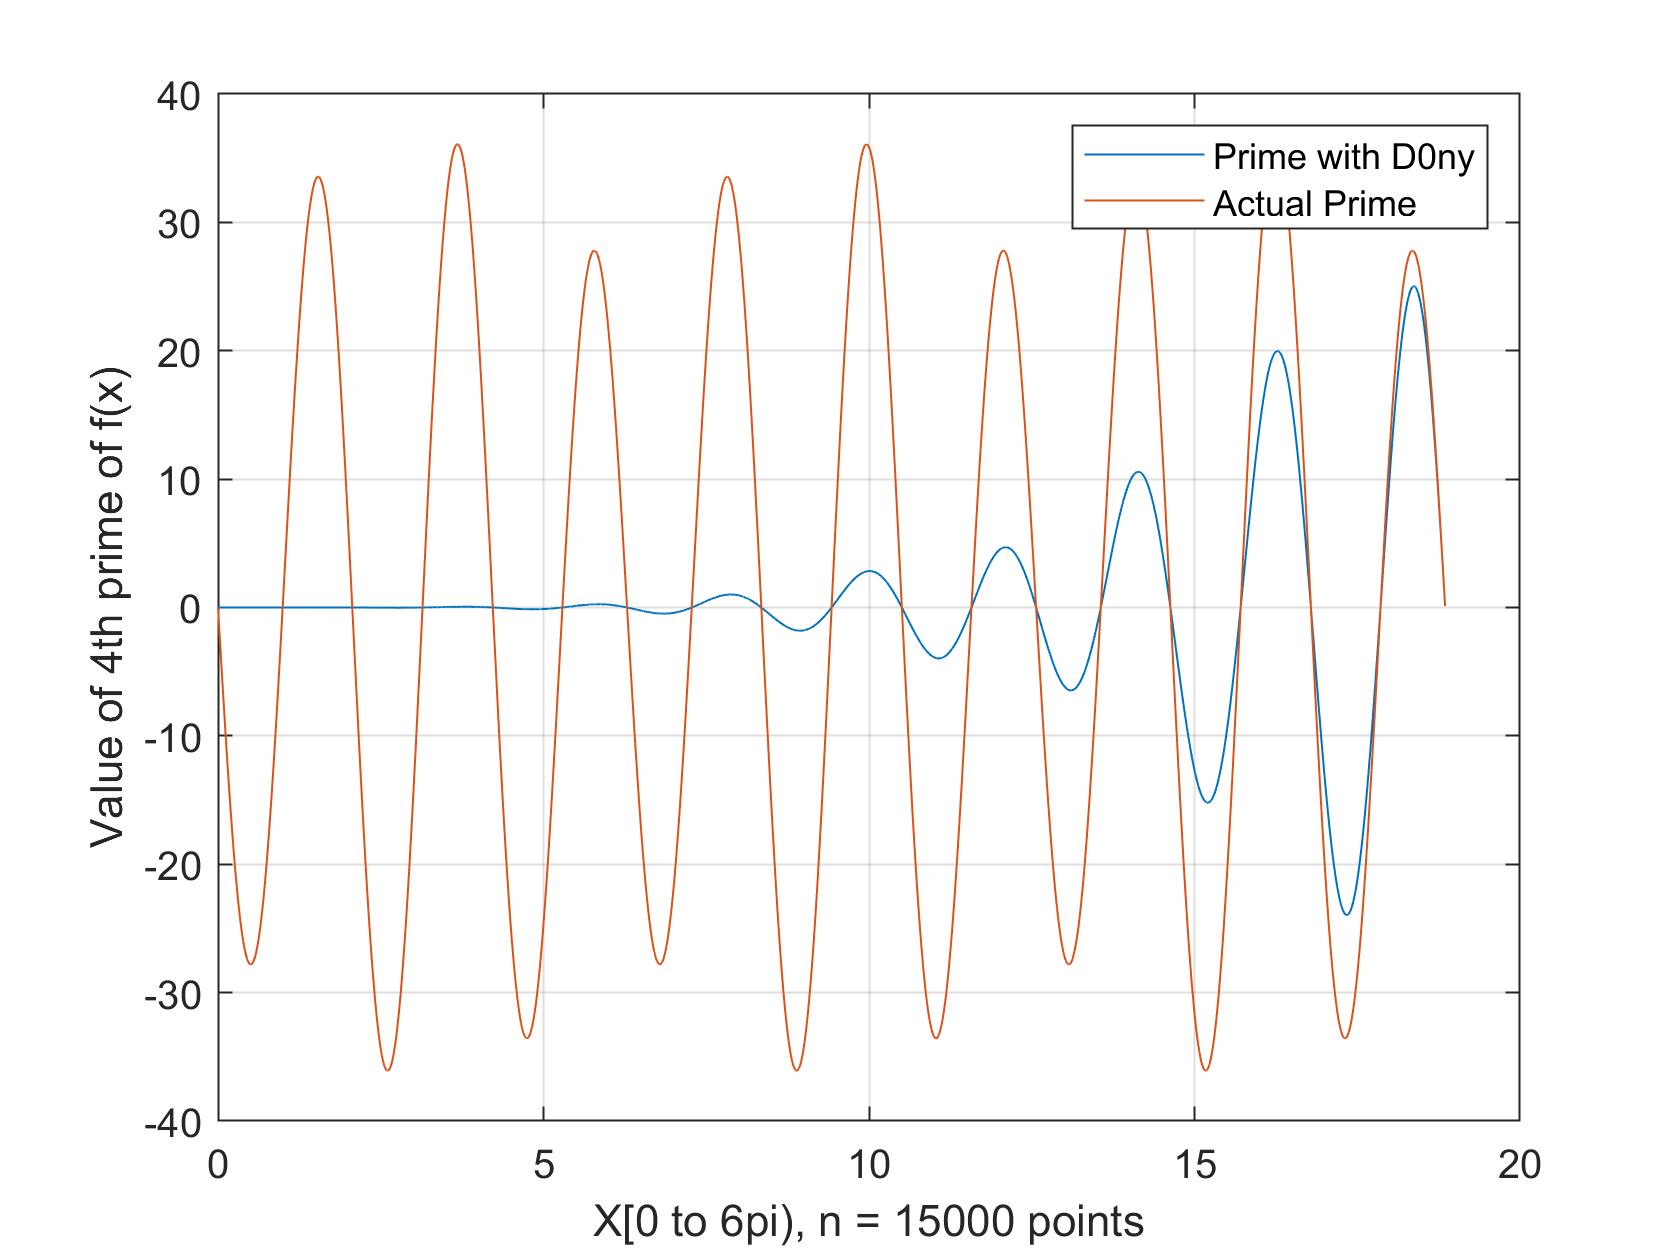 40
30
20
10
0
-10
-20
-30
-40
Value of 4th prime of f(x)
Prime with D0ny
Actual Prime
0 5 10 15 20
X[0 to 6pi), n = 15000 points